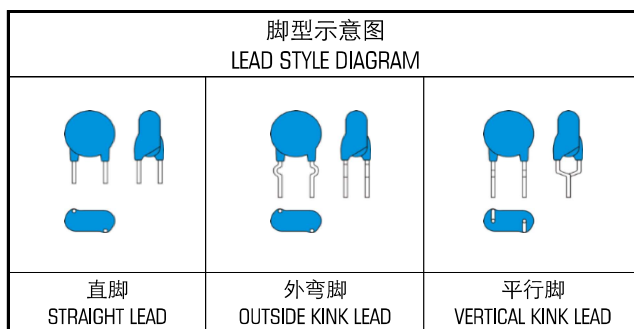 脚型示意图
LEAD STYLE DIAGRAM
直脚
STRAIGHT LEAD
外弯脚
OUTSIDE KINK LEAD
平行脚
VERTICAL KINK LEAD